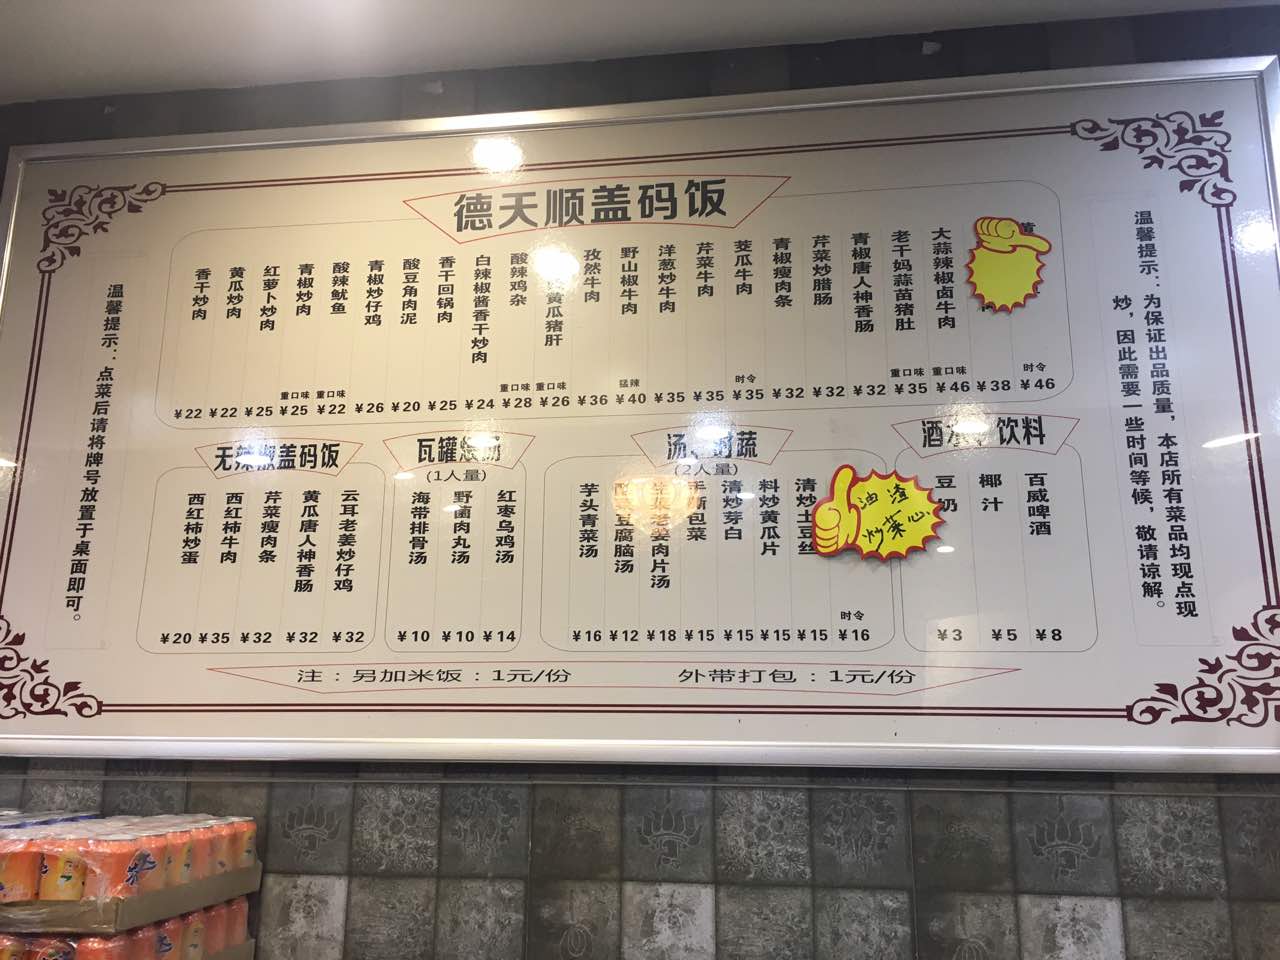 德天顺盖码饭
香干炒肉
黄瓜炒肉
红萝卜炒肉
青椒炒肉
酸辣鱿鱼
青椒炒仔鸡
酸豆角肉泥
香干回锅肉
白辣椒酱香干炒肉
酸辣鸡杂
黄瓜猪肝
孜然牛肉
野山椒牛肉
洋葱炒牛肉
芹菜牛肉
茭瓜牛肉
青椒瘦肉条
芹菜炒腊肠
青椒唐人神香肠
老干妈蒜苗猪肚
大蒜辣椒卤牛肉
重口味 重口味 重口味 重口味 猛辣 时令 重口味 重口味 时令
¥22 ¥22 ¥25 ¥25 ¥22 ¥26 ¥20 ¥25 ¥24 ¥28 ¥26 ¥36 ¥40 ¥35 ¥35 ¥35 ¥32 ¥32 ¥32 ¥35 ¥46 ¥38 ¥46
无辣椒盖码饭
西红柿炒蛋
西红柿牛肉
芹菜瘦肉条
黄瓜唐人神香肠
云耳老姜炒仔鸡
¥20 ¥35 ¥32 ¥32 ¥32
瓦罐煨汤
(1人量)
海带排骨汤
野菌肉丸汤
红枣乌鸡汤
¥10 ¥10 ¥14
汤 时蔬
(2人量)
芋头青菜汤
豆腐脑汤
老姜肉片汤
手撕包菜
清炒芽白
料炒黄瓜片
清炒土豆丝
油渣
炒菜心
时令
¥16 ¥12 ¥18 ¥15 ¥15 ¥15 ¥15 ¥16
酒水 饮料
豆奶
椰汁
百威啤酒
¥3 ¥5 ¥8
注：另加米饭：1元/份 外带打包：1元/份
温馨提示：点菜后请将牌号放置于桌面即可。
温馨提示：为保证出品质量，本店所有菜品均现点现
炒，因此需要一些时间等候，敬请谅解。